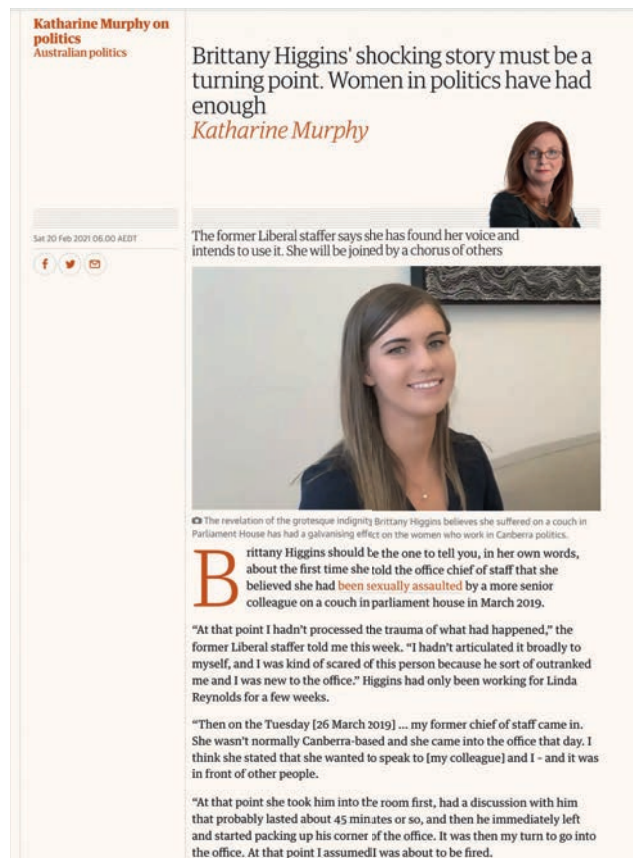 Katharine Murphy on
politics
Australian politics
Brittany Higgins' shocking story must be a
turning point. Women in politics have had
enough
Katharine Murphy
Sat 20 Feb 2021 06.00 AEDT
The former Liberal staffer says she has found her voice and
intends to use it. She will be joined by a chorus of others
The revelation of the grotesque indignity Brittany Higgins believes she suffered on a couch in
Parliament House has had a galvanising effect on the women who work in Canberra politics.
Brittany Higgins should be the one to tell you, in her own words,
about the first time she told the office chief of staff that she
believed she had been sexually assaulted by a more senior
colleague on a couch in parliament house in March 2019.
“At that point I hadn’t processed the trauma of what had happened,” the
former Liberal staffer told me this week. “I hadn’t articulated it broadly to
myself, and I was kind of scared of this person because he sort of outranked
me and I was new to the office.” Higgins had only been working for Linda
Reynolds for a few weeks.
“Then on the Tuesday [26 March 2019] ... my former chief of staff came in.
She wasn’t normally Canberra-based and she came into the office that day. I
think she stated that she wanted to speak to [my colleague] and I – and it was
in front of other people.
“At that point she took him into the room first, had a discussion with him
that probably lasted about 45 minutes or so, and then he immediately left
and started packing up his corner of the office. It was then my turn to go into
the office. At that point I assumed I was about to be fired.